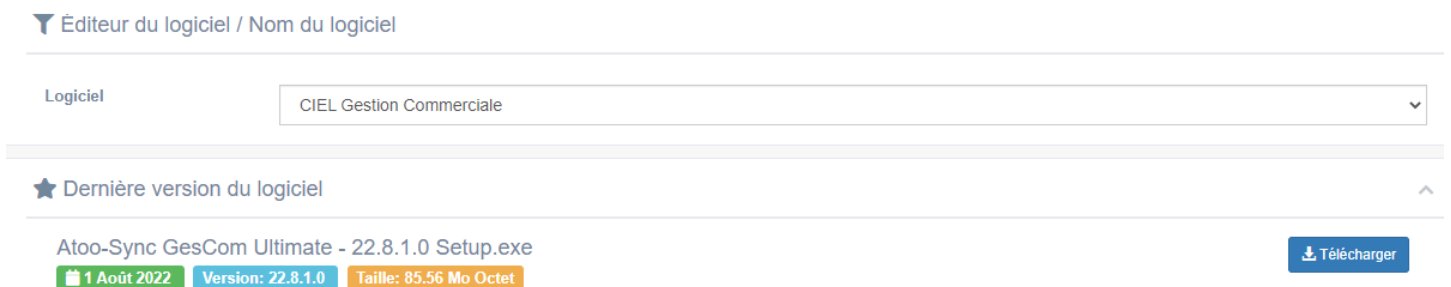 Éditeur du logiciel / Nom du logiciel
Logiciel
CIEL Gestion Commerciale
Dernière version du logiciel
Atoo-Sync GesCom Ultimate - 22.8.1.0 Setup.exe
Télécharger
1 Août 2022 Version: 22.8.1.0 Taille: 85.56 Mo Octet